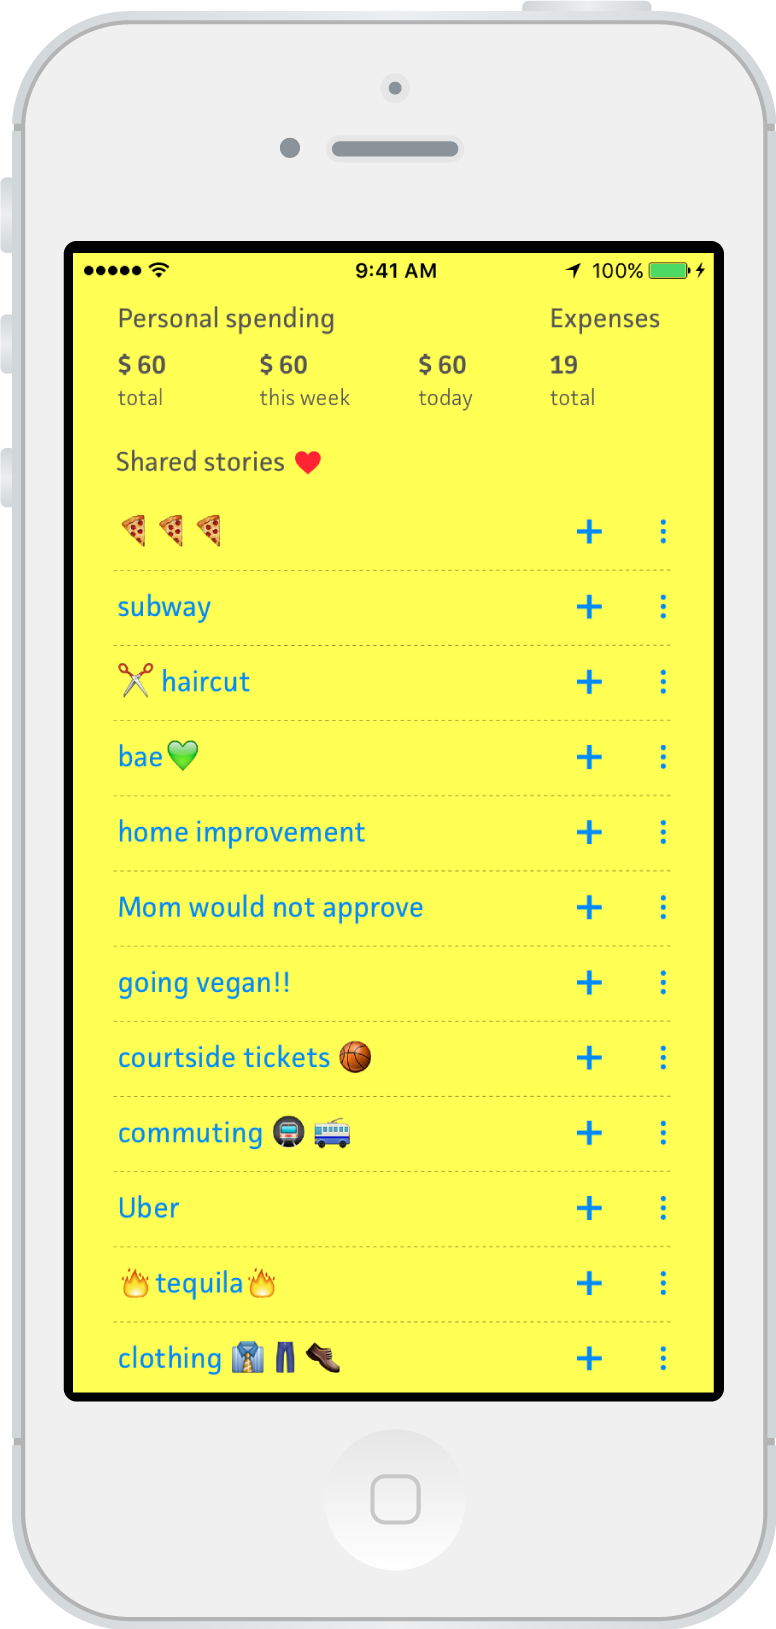 9:41 AM 100%
Personal spending Expenses
$ 60 $ 60 $ 60 19
total this week today total
Shared stories ❤️
🍕 🍕 🍕
subway
✂️ haircut
bae💚
home improvement
Mom would not approve
going vegan!!
courtside tickets 🏀
commuting 🚇 🚎
Uber
🔥tequila🔥
clothing 👔 👖 👞